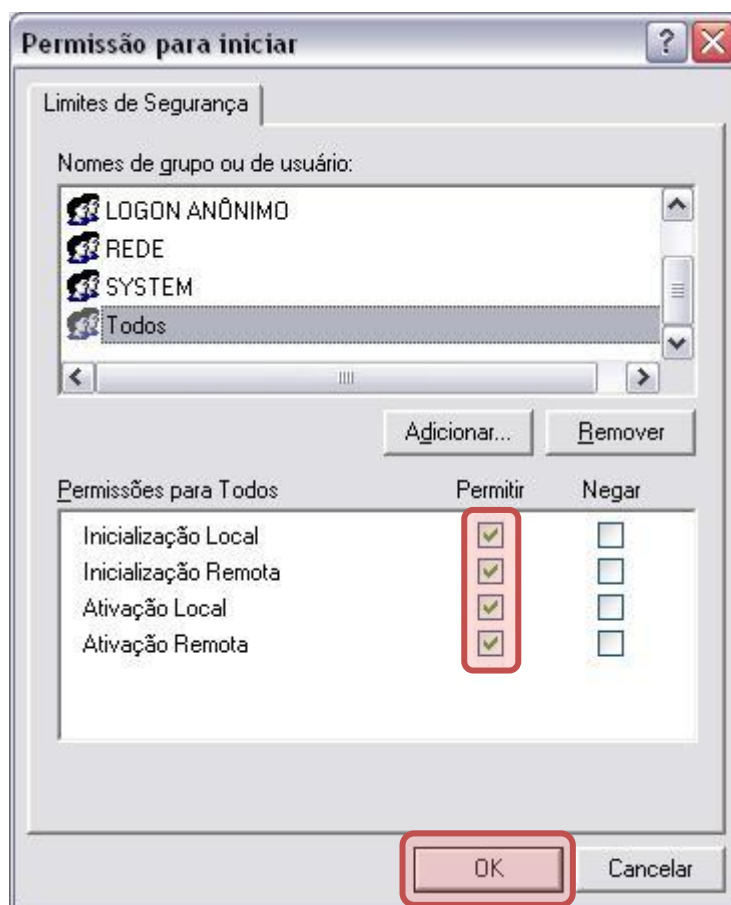 Permissão para iniciar
Limites de Segurança
Nomes de grupo ou de usuário:
LOGON ANÔNIMO
REDE
SYSTEM
Todos
Adicionar... Remover
Permissões para Todos Permitir Negar
Inicialização Local
Inicialização Remota
Ativação Local
Ativação Remota
OK Cancelar